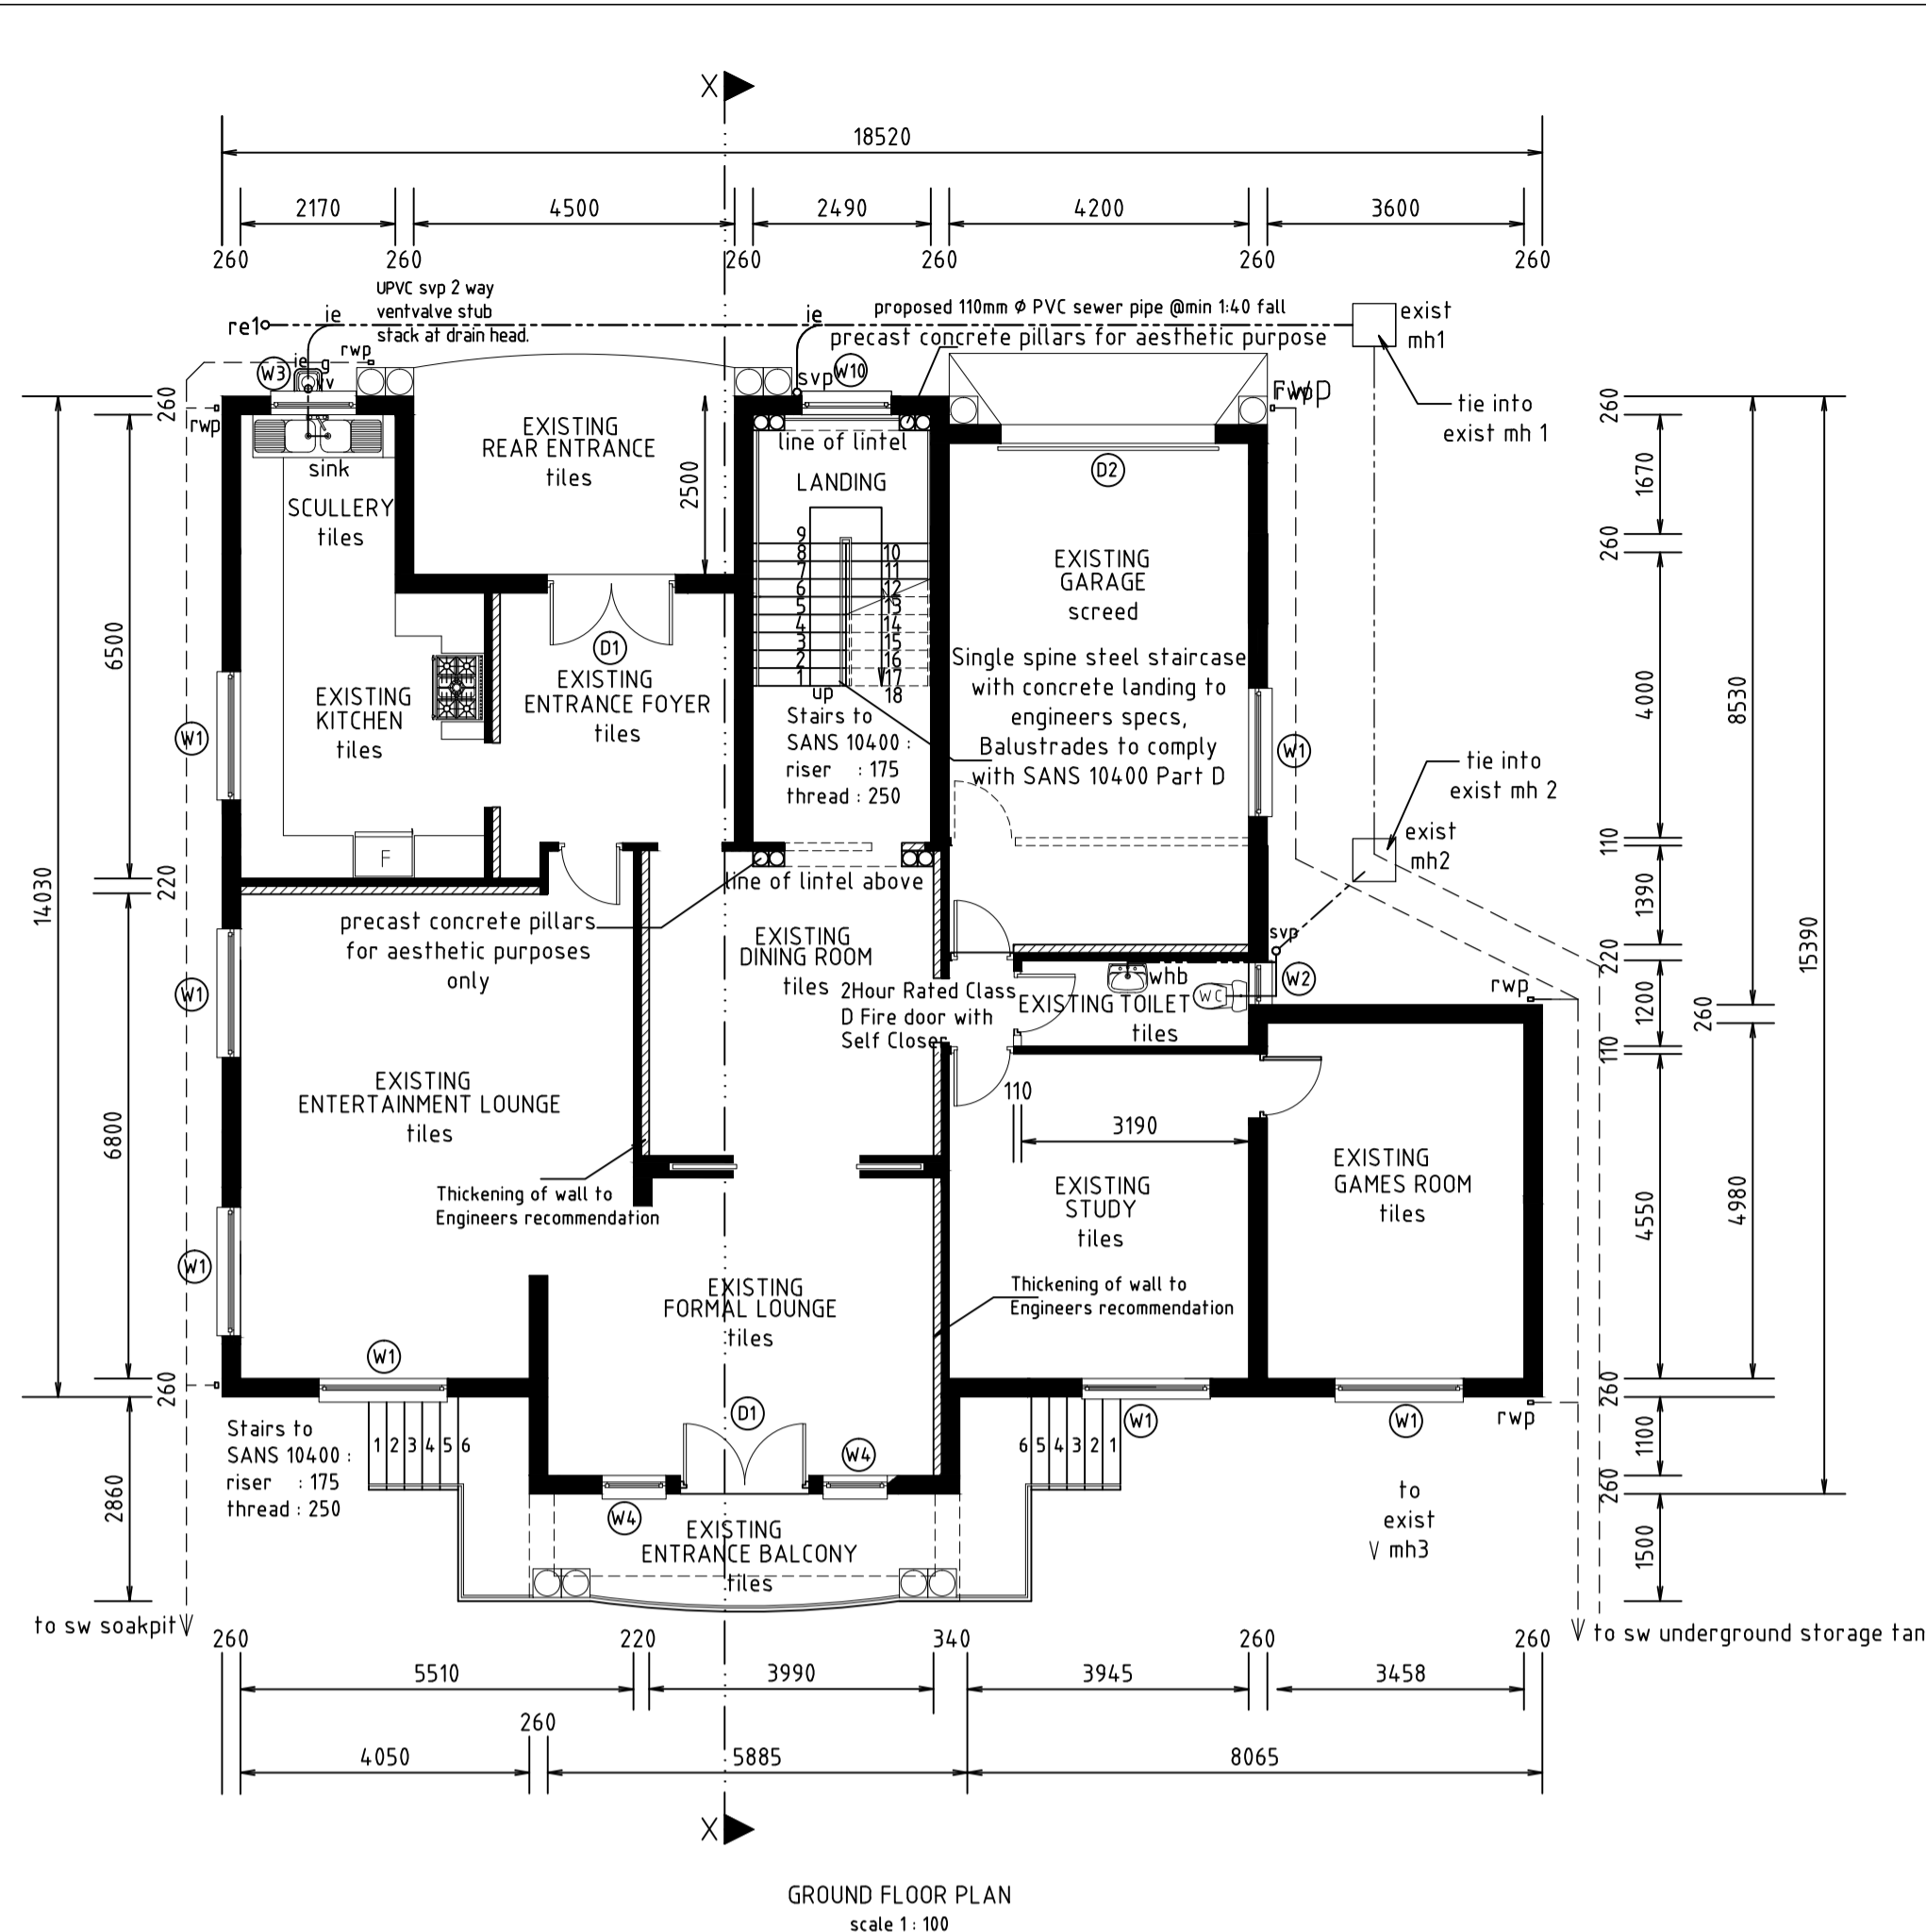 X
18520
2170
4500
2490
4200
3600
260
260
260
260
260
260
UPVC svp 2 way
ventvalve stub
stack at drain head.
re1
ie
rwp
ie
proposed 110mm Ø PVC sewer pipe @min 1:40 fall
precast concrete pillars for aesthetic purpose
exist
mh1
tie into
exist mh 1
W3
ie
g
vv
svp
W10
rwp
rwp
260
rwp
sink
SCULLERY
tiles
EXISTING
REAR ENTRANCE
tiles
2500
line of lintel
LANDING
9
8
7
6
5
4
3
2
1
10
11
12
13
14
15
16
17
18
up
Stairs to
SANS 10400 :
riser : 175
thread : 250
D2
EXISTING
GARAGE
screed
Single spine steel staircase
with concrete landing to
engineers specs,
Balustrades to comply
with SANS 10400 Part D
W1
260
1670
260
4000
110
1390
220
1200
110
4550
260
1100
260
1500
8530
260
4980
15390
tie into
exist mh 2
exist
mh2
6500
14030
220
6800
260
2860
W1
EXISTING
KITCHEN
tiles
D1
EXISTING
ENTRANCE FOYER
tiles
F
line of lintel above
precast concrete pillars
for aesthetic purposes
only
W1
EXISTING
DINING ROOM
tiles
2Hour Rated Class
D Fire door with
Self Closer
whb
WC
EXISTING TOILET
tiles
svp
W2
rwp
EXISTING
ENTERTAINMENT LOUNGE
tiles
110
3190
Thickening of wall to
Engineers recommendation
EXISTING
STUDY
tiles
EXISTING
GAMES ROOM
tiles
W1
EXISTING
FORMAL LOUNGE
tiles
Thickening of wall to
Engineers recommendation
W1
D1
W4
W1
W1
rwp
Stairs to
SANS 10400 :
riser : 175
thread : 250
1 2 3 4 5 6
6 5 4 3 2 1
W4
EXISTING
ENTRANCE BALCONY
tiles
to
exist
mh3
to sw soakpit
to sw underground storage tan
260
220
340
260
260
5510
3990
3945
3458
260
4050
5885
8065
X
GROUND FLOOR PLAN
scale 1 : 100